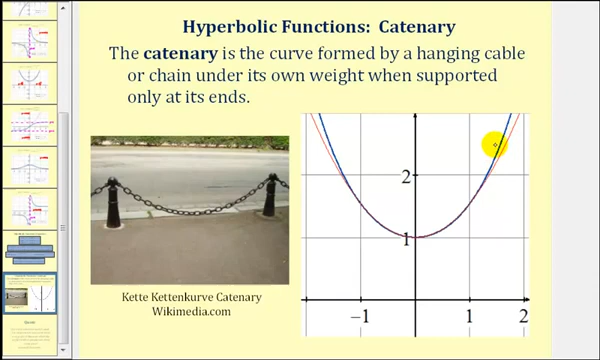 Hyperbolic Functions: Catenary
The catenary is the curve formed by a hanging cable
or chain under its own weight when supported
only at its ends.
2
1
−1
1
2
Kette Kettenkurve Catenary
Wikimedia.com